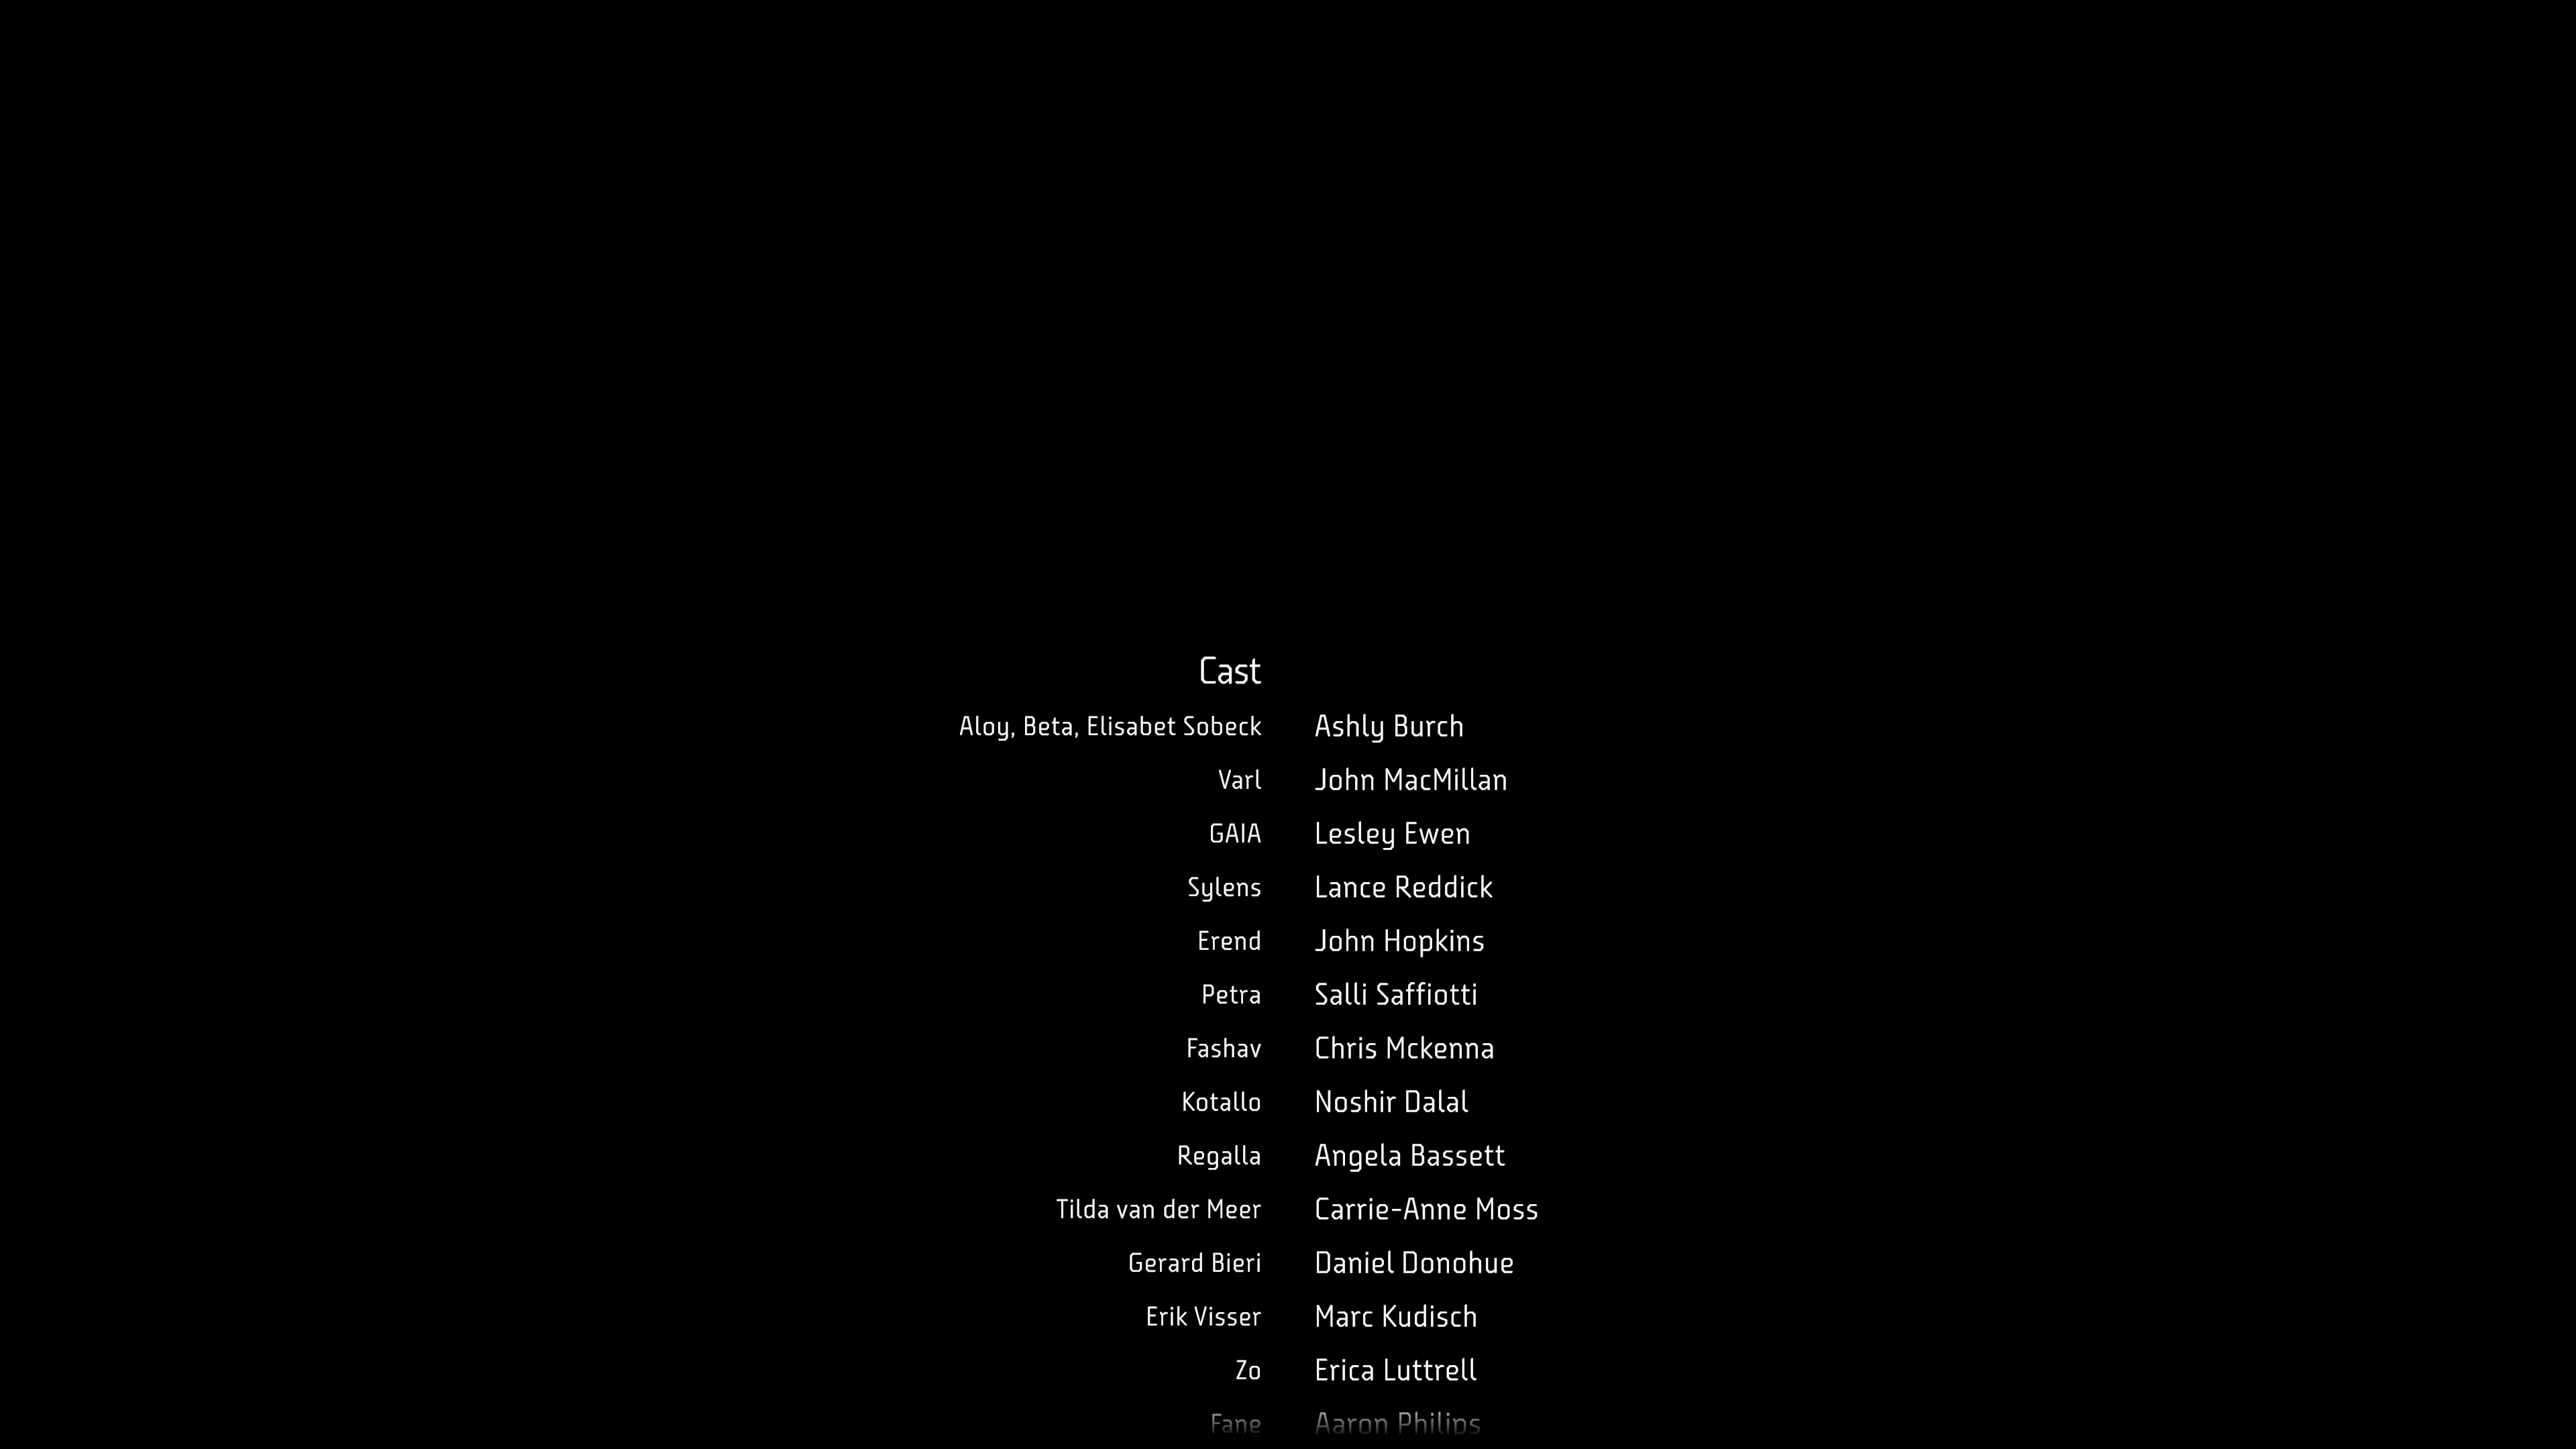 Cast
Aloy, Beta, Elisabet Sobeck Ashly Burch
Varl John MacMillan
GAIA Lesley Ewen
Sylens Lance Reddick
Erend John Hopkins
Petra Salli Saffiotti
Fashav Chris Mckenna
Kotallo Noshir Dalal
Regalla Angela Bassett
Tilda van der Meer Carrie-Anne Moss
Gerard Bieri Daniel Donohue
Erik Visser Marc Kudisch
Zo Erica Luttrell
Fane Aaron Philips